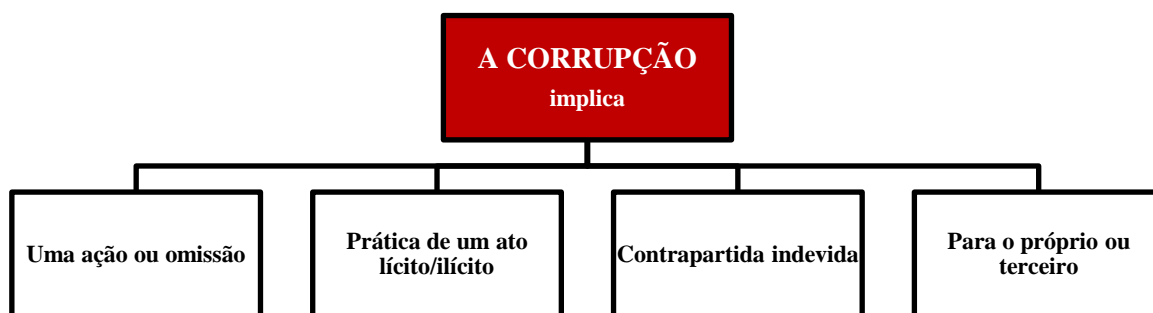 A CORRUPÇÃO
implica
Uma ação ou omissão
Prática de um ato
lícito/ilícito
Contrapartida indevida
Para o próprio ou
terceiro